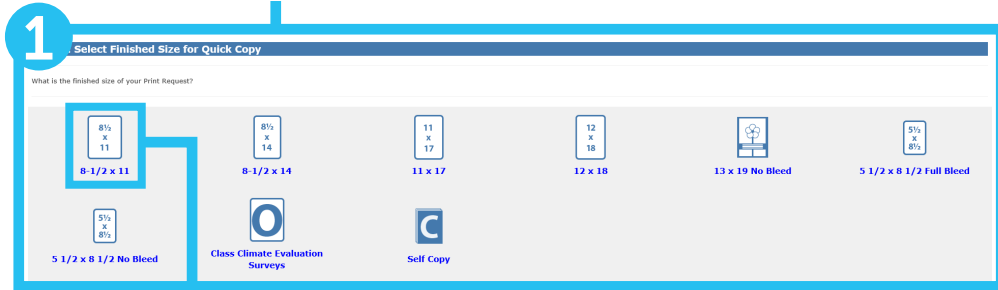 1
Select Finished Size for Quick Copy
What is the finished size of your Print Request?
8½
x
11
8-1/2 x 11
8½
x
14
8-1/2 x 14
11
x
17
11 x 17
12
x
18
12 x 18
13 x 19 No Bleed
5½
x
8½
5 1/2 x 8 1/2 Full Bleed
5½
x
8½
5 1/2 x 8 1/2 No Bleed
O
Class Climate Evaluation
Surveys
C
Self Copy